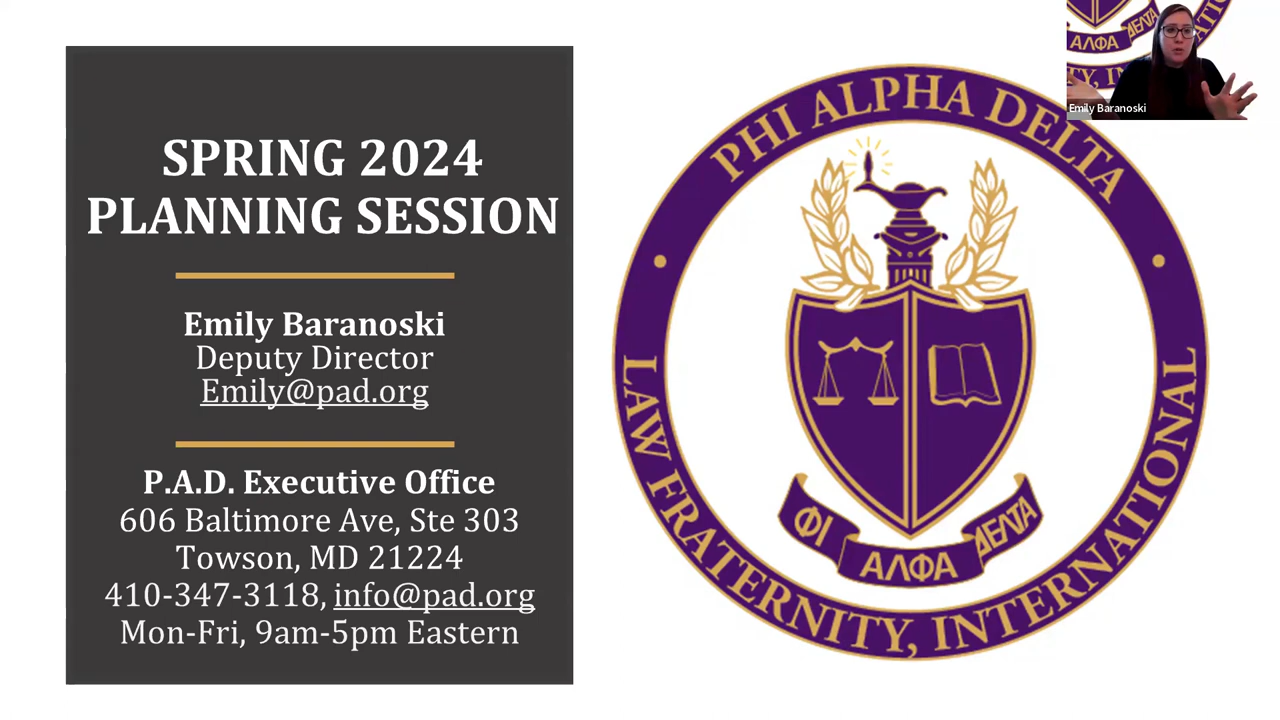 SPRING 2024
PLANNING SESSION
Emily Baranoski
Deputy Director
Emily@pad.org
P.A.D. Executive Office
606 Baltimore Ave, Ste 303
Towson, MD 21224
410-347-3118, info@pad.org
Mon-Fri, 9am-5pm Eastern
PHI ALPHA DELTA
LAW FRATERNITY, INTERNATIONAL
ΦΙ ΑΛΦΑ ΔΕΛΤΑ
ΑΛΦΑ ΔΕΛΤΑ
Emily Baranoski